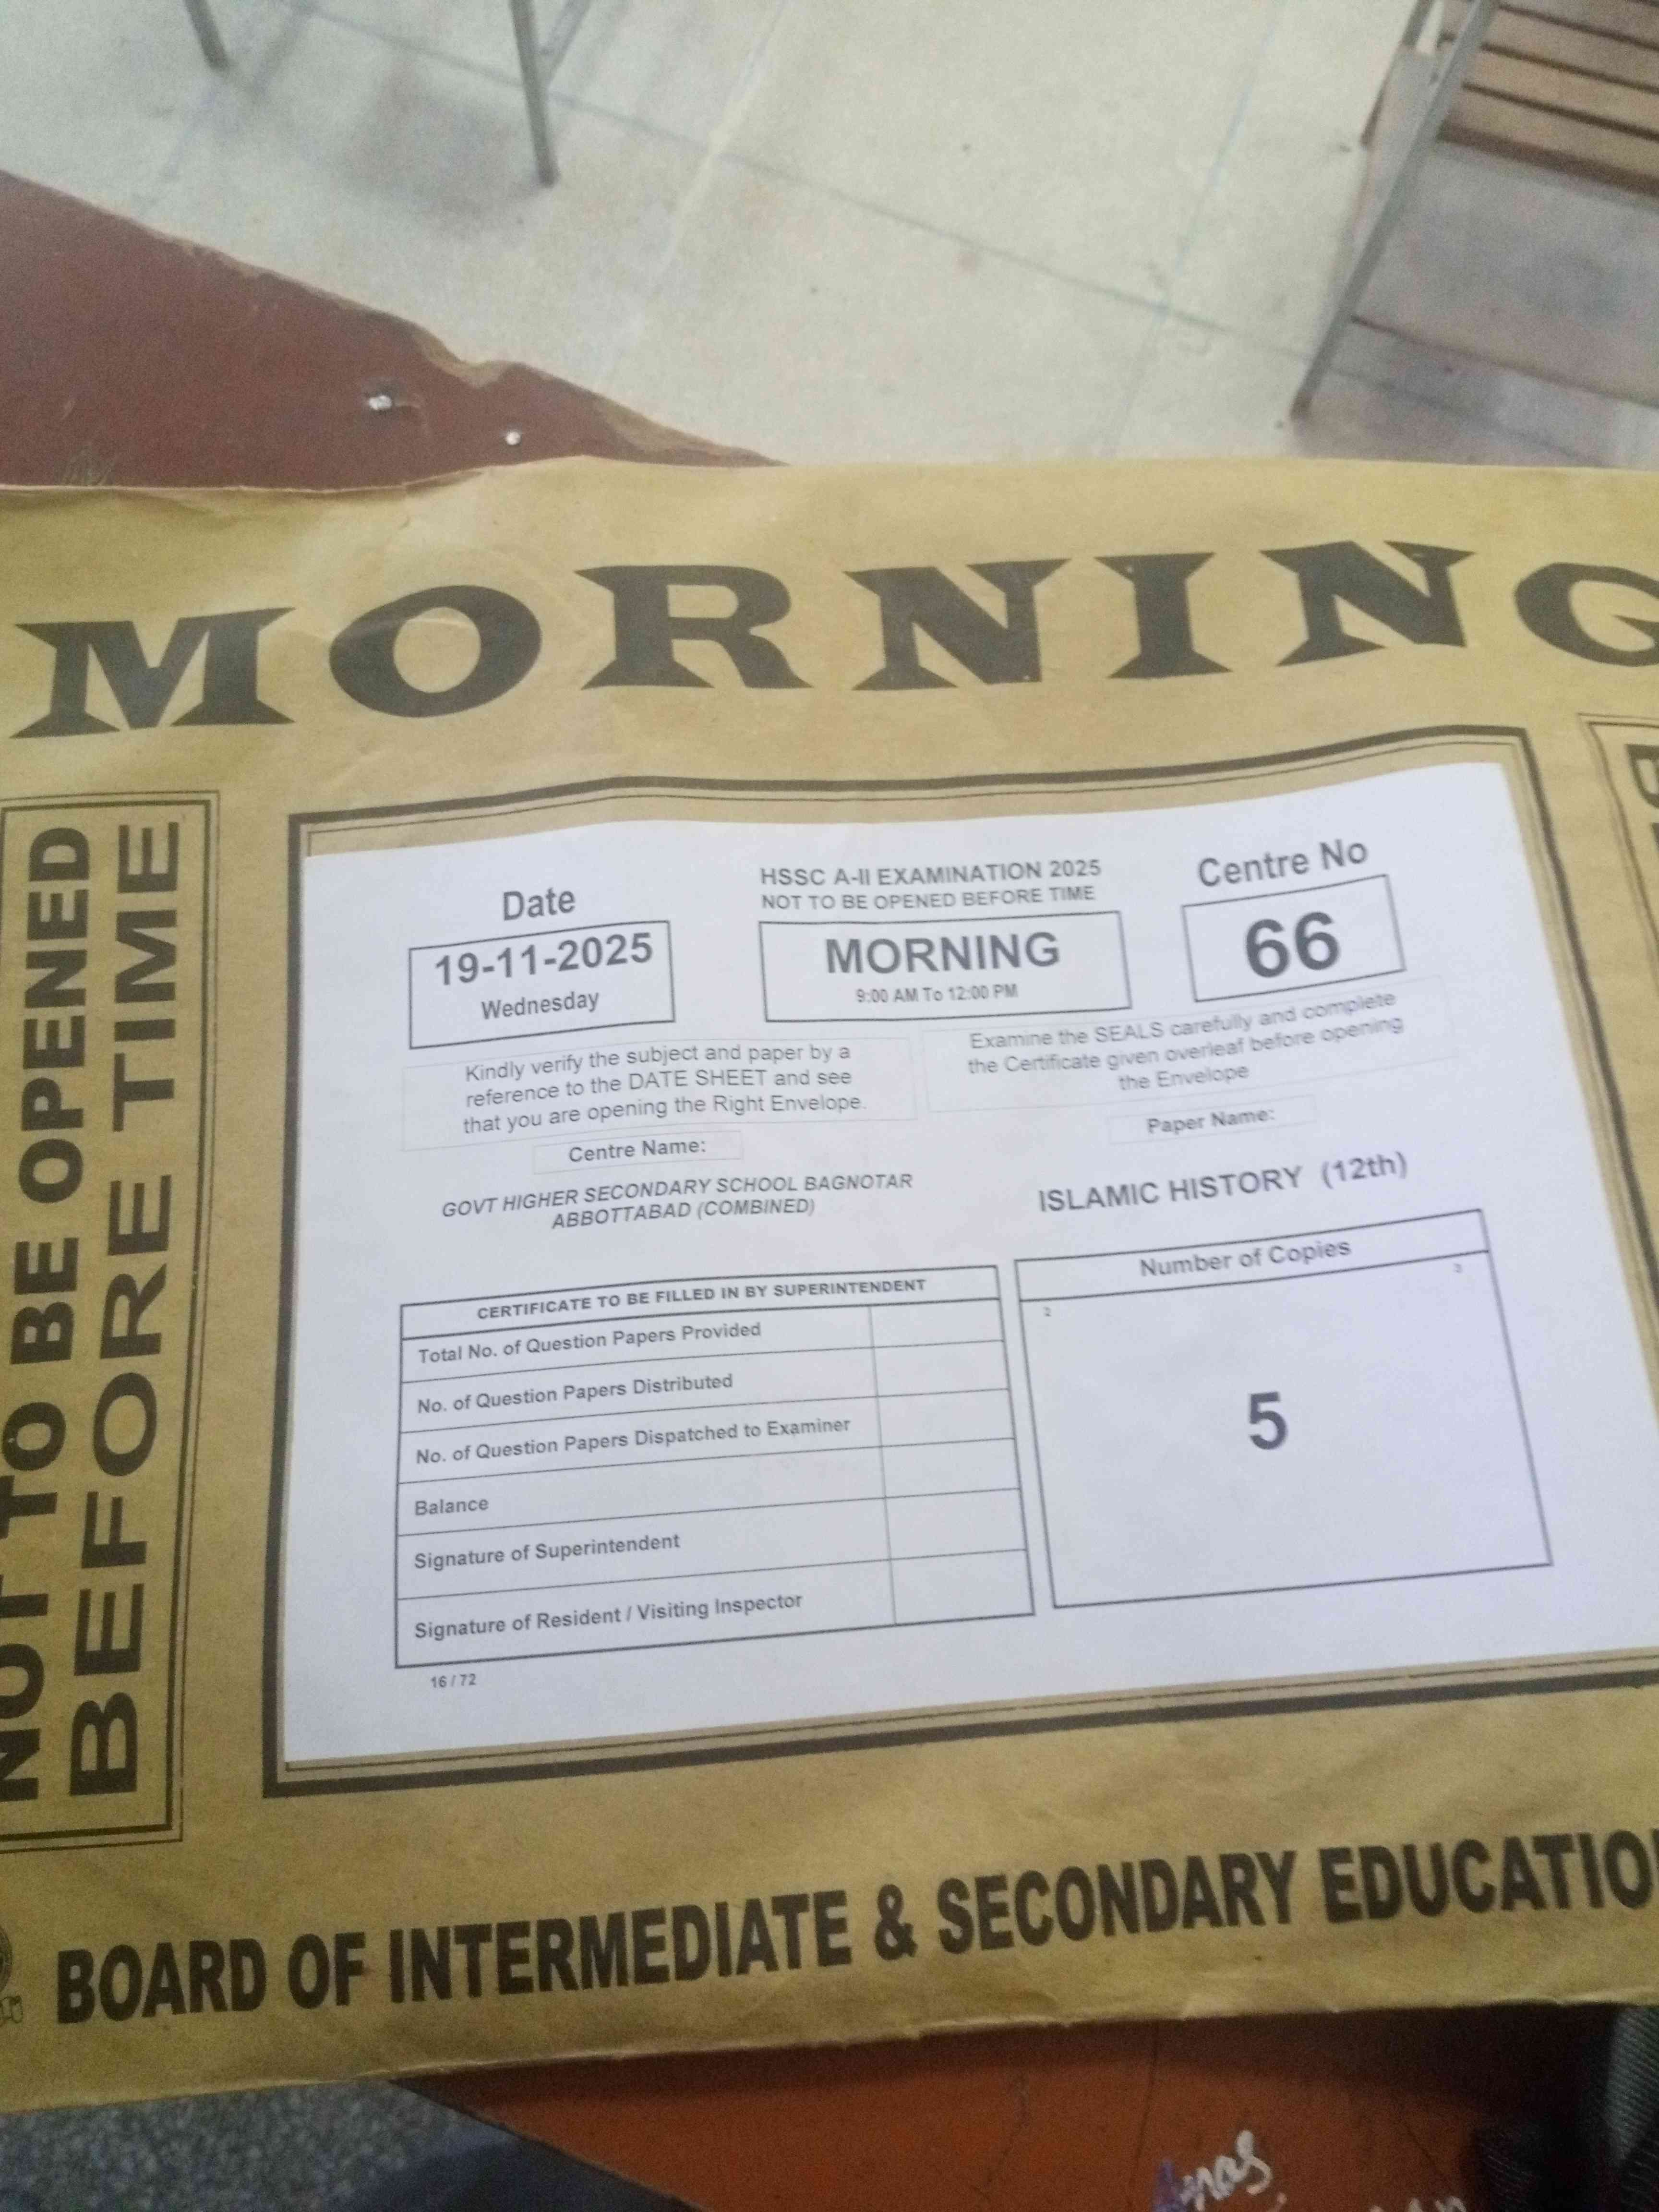 MORNING
NOT TO BE OPENED
BEFORE TIME
Date
19-11-2025
Wednesday
HSSC A-II EXAMINATION 2025
NOT TO BE OPENED BEFORE TIME
MORNING
9:00 AM To 12:00 PM
Centre No
66
Kindly verify the subject and paper by a
reference to the DATE SHEET and see
that you are opening the Right Envelope.
Examine the SEALS carefully and complete
the Certificate given overleaf before opening
the Envelope
Centre Name:
GOVT HIGHER SECONDARY SCHOOL BAGNOTAR
ABBOTTABAD (COMBINED)
Paper Name:
ISLAMIC HISTORY (12th)
CERTIFICATE TO BE FILLED IN BY SUPERINTENDENT
Total No. of Question Papers Provided
No. of Question Papers Distributed
No. of Question Papers Dispatched to Examiner
Balance
Signature of Superintendent
Signature of Resident / Visiting Inspector
16 / 72
Number of Copies
2
3
5
BOARD OF INTERMEDIATE & SECONDARY EDUCATIO